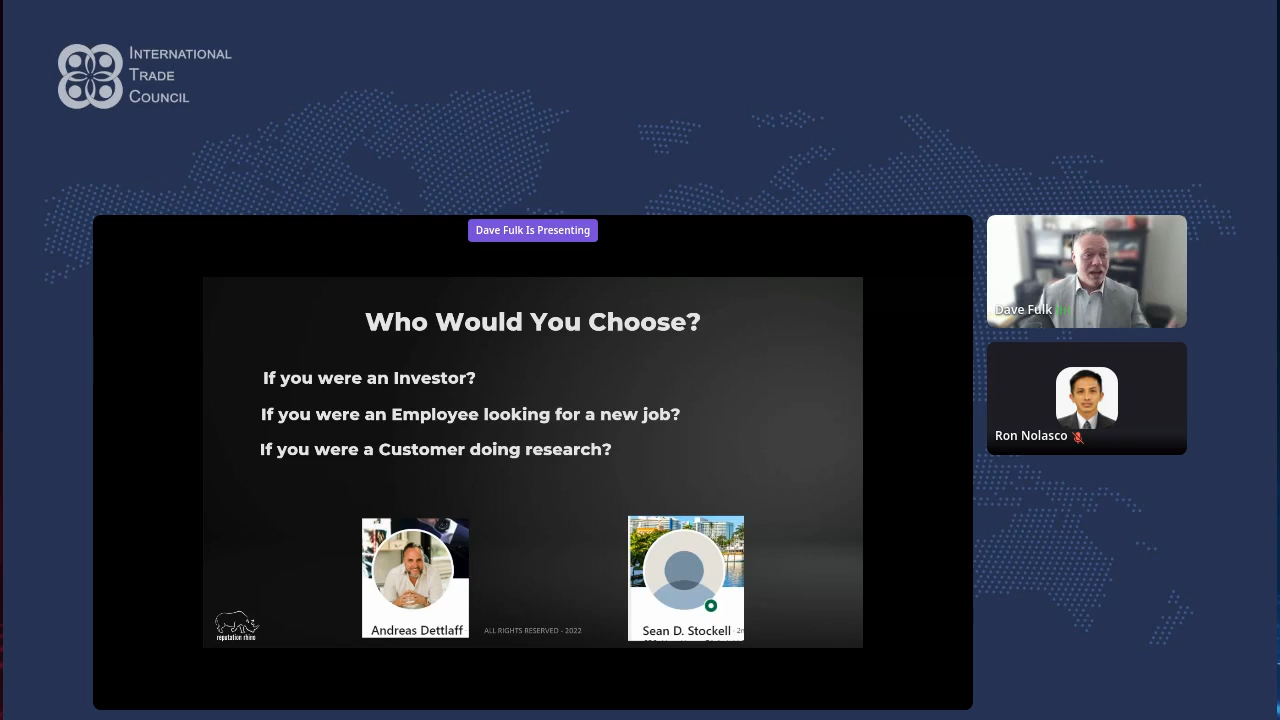 International
Trade
Council
Dave Fulk Is Presenting
Who Would You Choose?
If you were an Investor?
If you were an Employee looking for a new job?
If you were a Customer doing research?
Andreas Dettlaff
Sean D. Stockell
reputation rhino
ALL RIGHTS RESERVED - 2022
Dave Fulk
Ron Nolasco